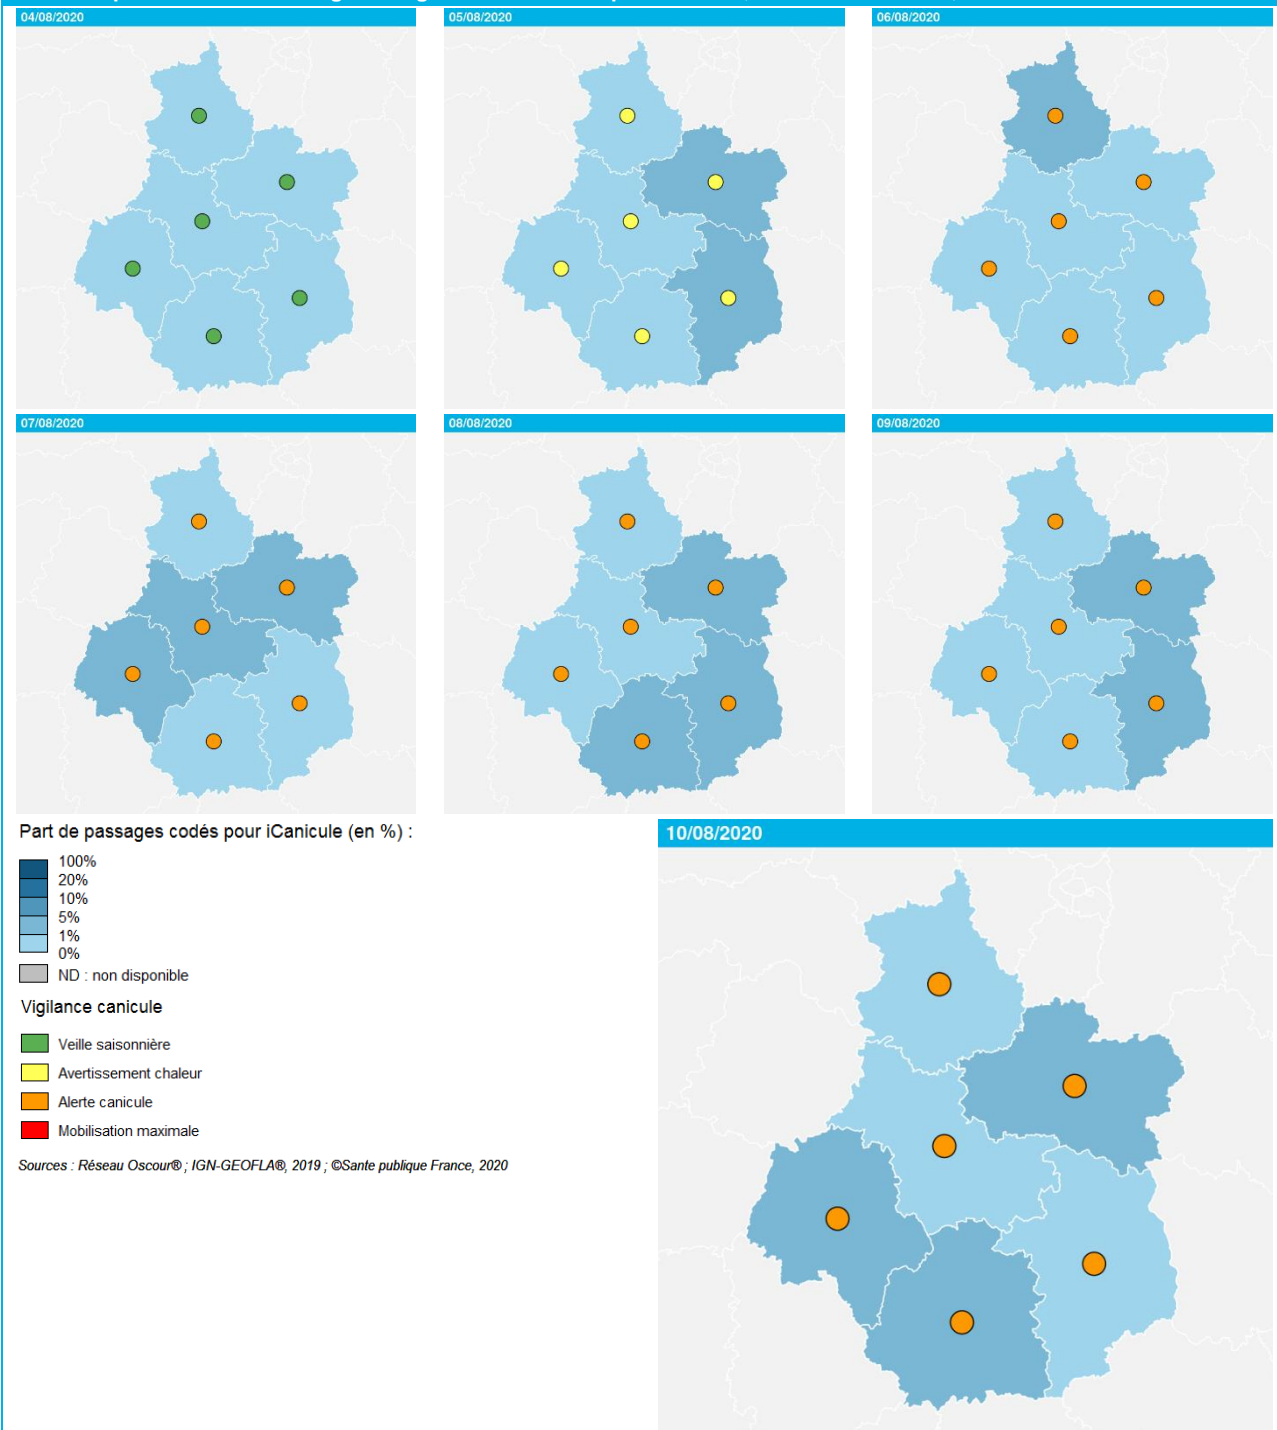 04/08/2020
05/08/2020
06/08/2020
07/08/2020
08/08/2020
09/08/2020
Part de passages codés pour iCanicule (en %) :
100%
20%
10%
5%
1%
0%
ND : non disponible
Vigilance canicule
Veille saisonnière
Avertissement chaleur
Alerte canicule
Mobilisation maximale
Sources : Réseau Oscour® ; IGN-GEOFLA®, 2019 ; ©Sante publique France, 2020
10/08/2020